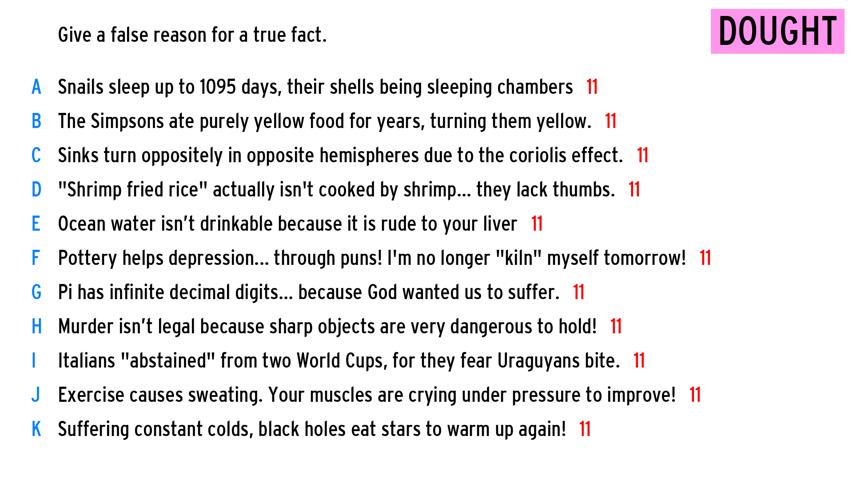 Give a false reason for a true fact.
DOUGHT
A Snails sleep up to 1095 days, their shells being sleeping chambers 11
B The Simpsons ate purely yellow food for years, turning them yellow. 11
C Sinks turn oppositely in opposite hemispheres due to the coriolis effect. 11
D "Shrimp fried rice" actually isn't cooked by shrimp... they lack thumbs. 11
E Ocean water isn’t drinkable because it is rude to your liver 11
F Pottery helps depression... through puns! I'm no longer "kiln" myself tomorrow! 11
G Pi has infinite decimal digits... because God wanted us to suffer. 11
H Murder isn’t legal because sharp objects are very dangerous to hold! 11
I Italians "abstained" from two World Cups, for they fear Uraguyans bite. 11
J Exercise causes sweating. Your muscles are crying under pressure to improve! 11
K Suffering constant colds, black holes eat stars to warm up again! 11